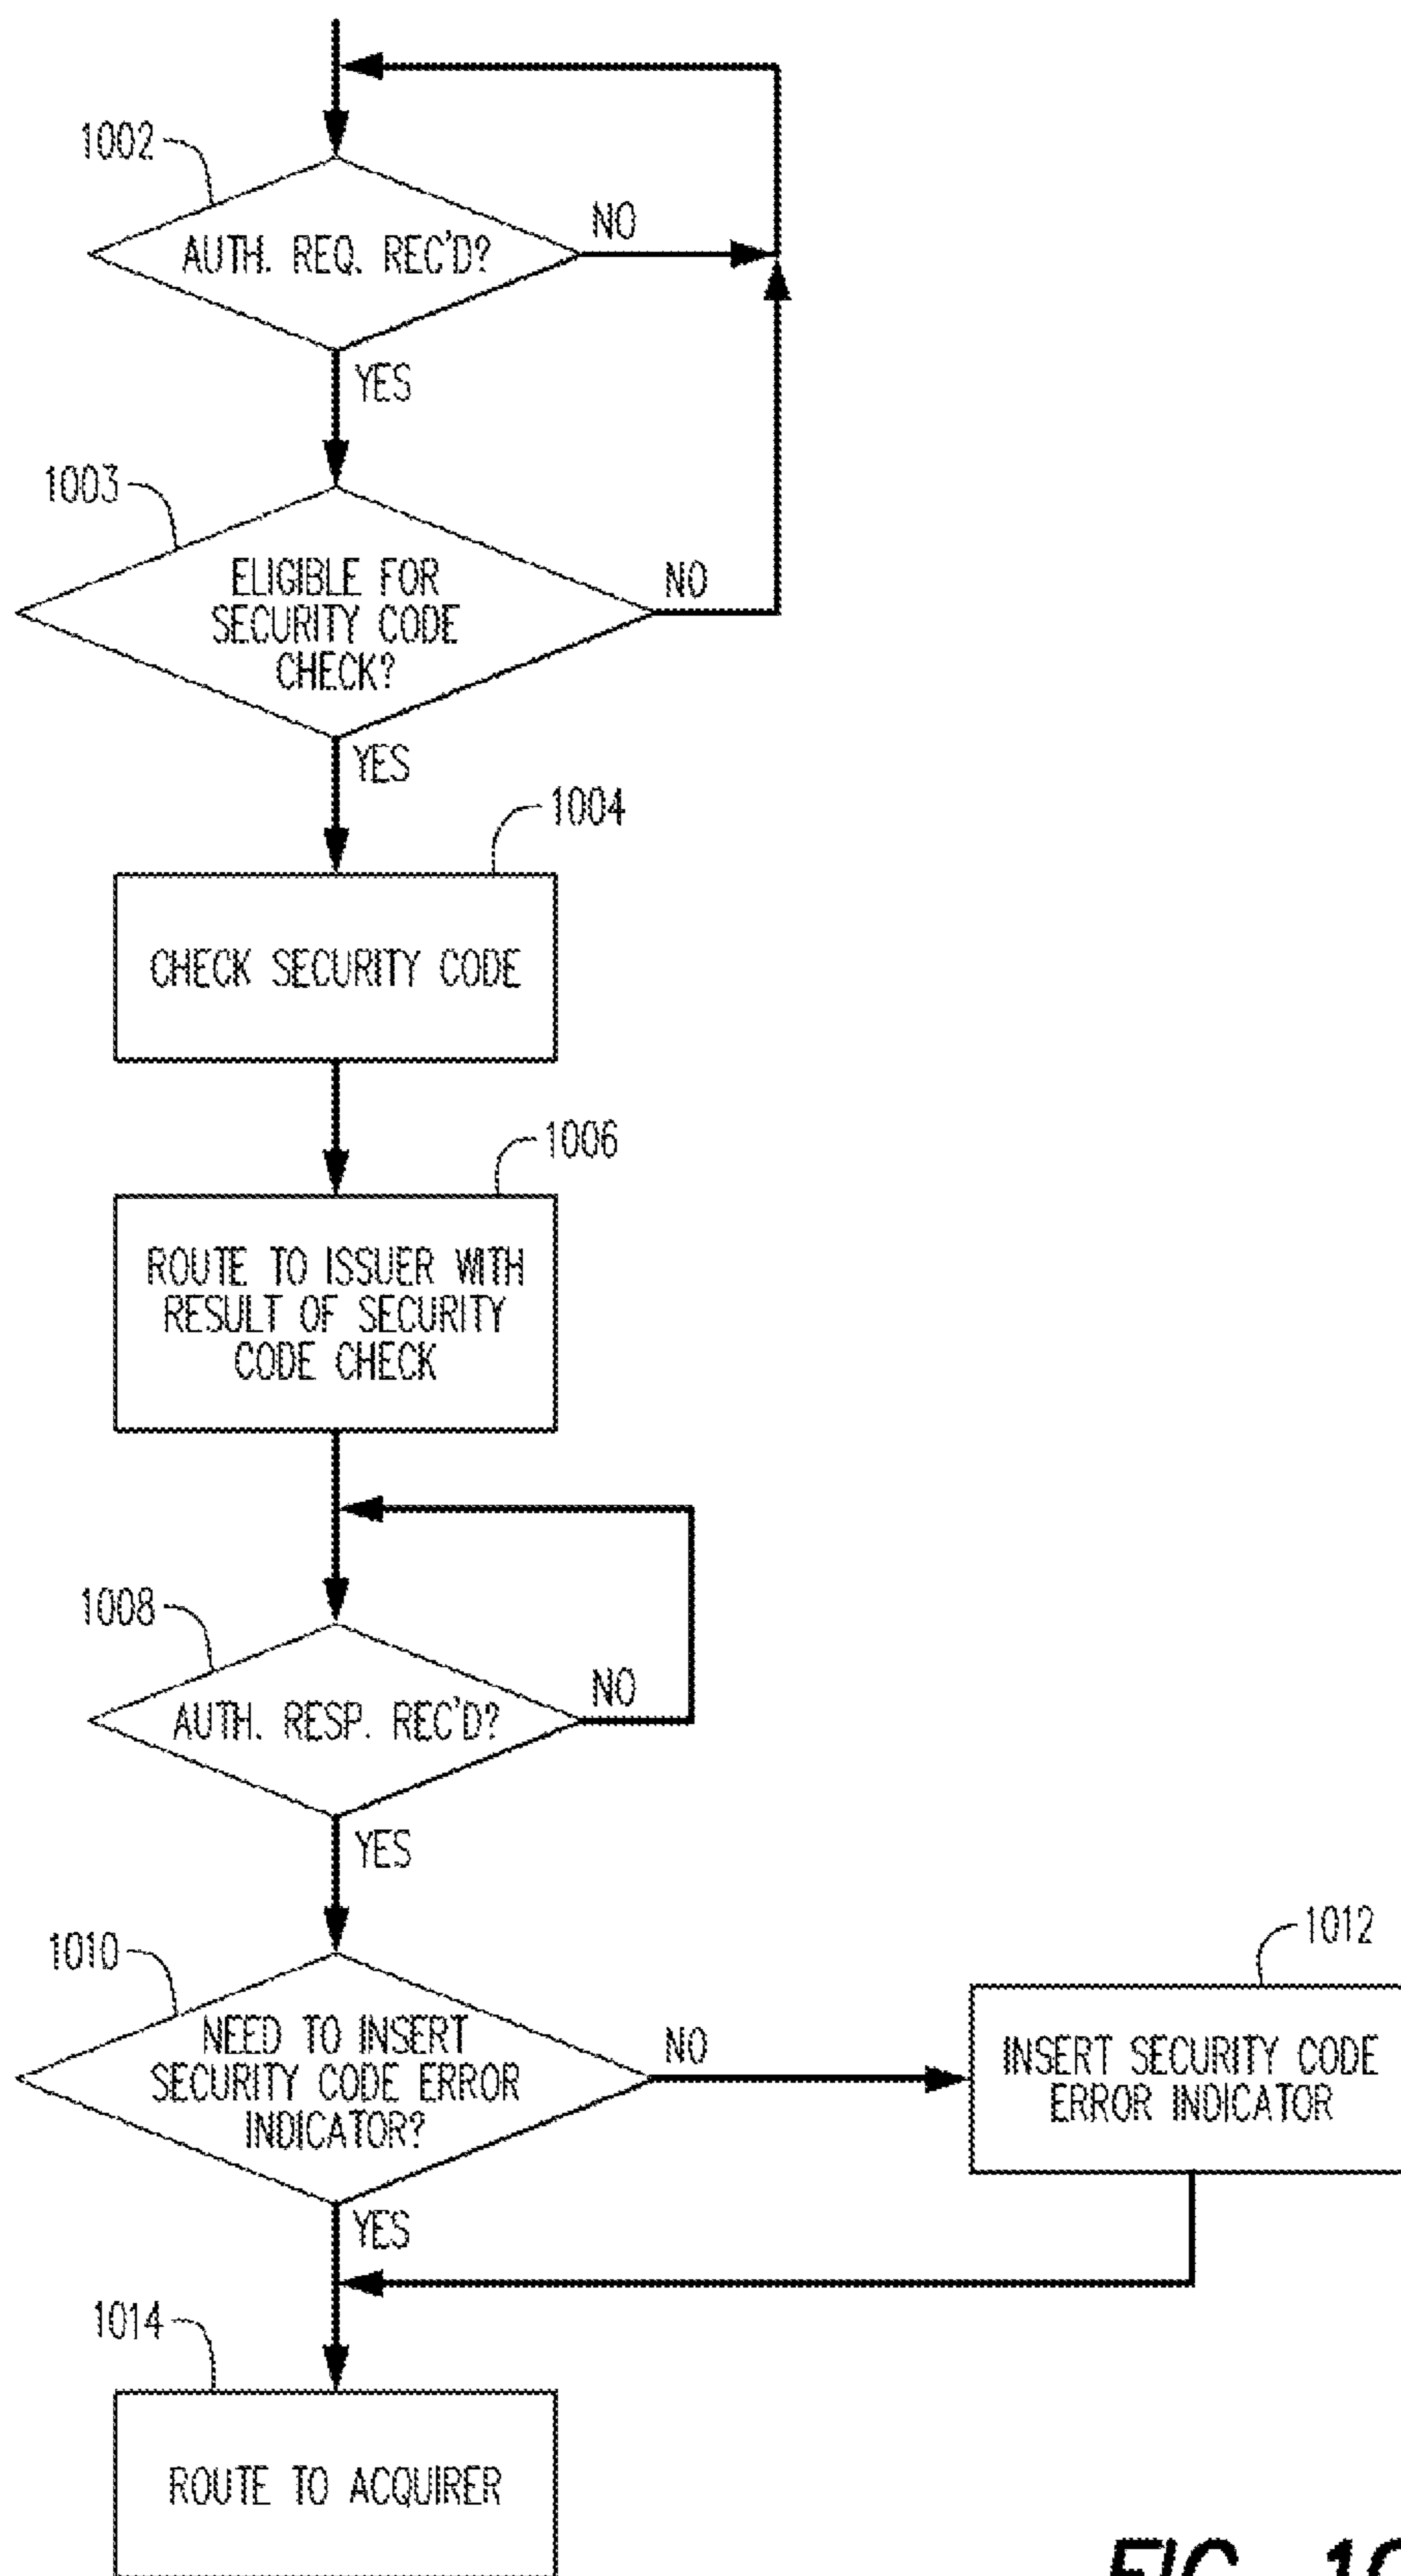 1002
AUTH. REQ. REC'D?
NO
YES
1003
ELIGIBLE FOR
SECURITY CODE
CHECK?
NO
YES
1004
CHECK SECURITY CODE
1006
ROUTE TO ISSUER WITH
RESULT OF SECURITY
CODE CHECK
1008
AUTH. RESP. REC'D?
NO
YES
1010
NEED TO INSERT
SECURITY CODE ERROR
INDICATOR?
NO
YES
1012
INSERT SECURITY CODE
ERROR INDICATOR
1014
ROUTE TO ACQUIRER
FIG. 10